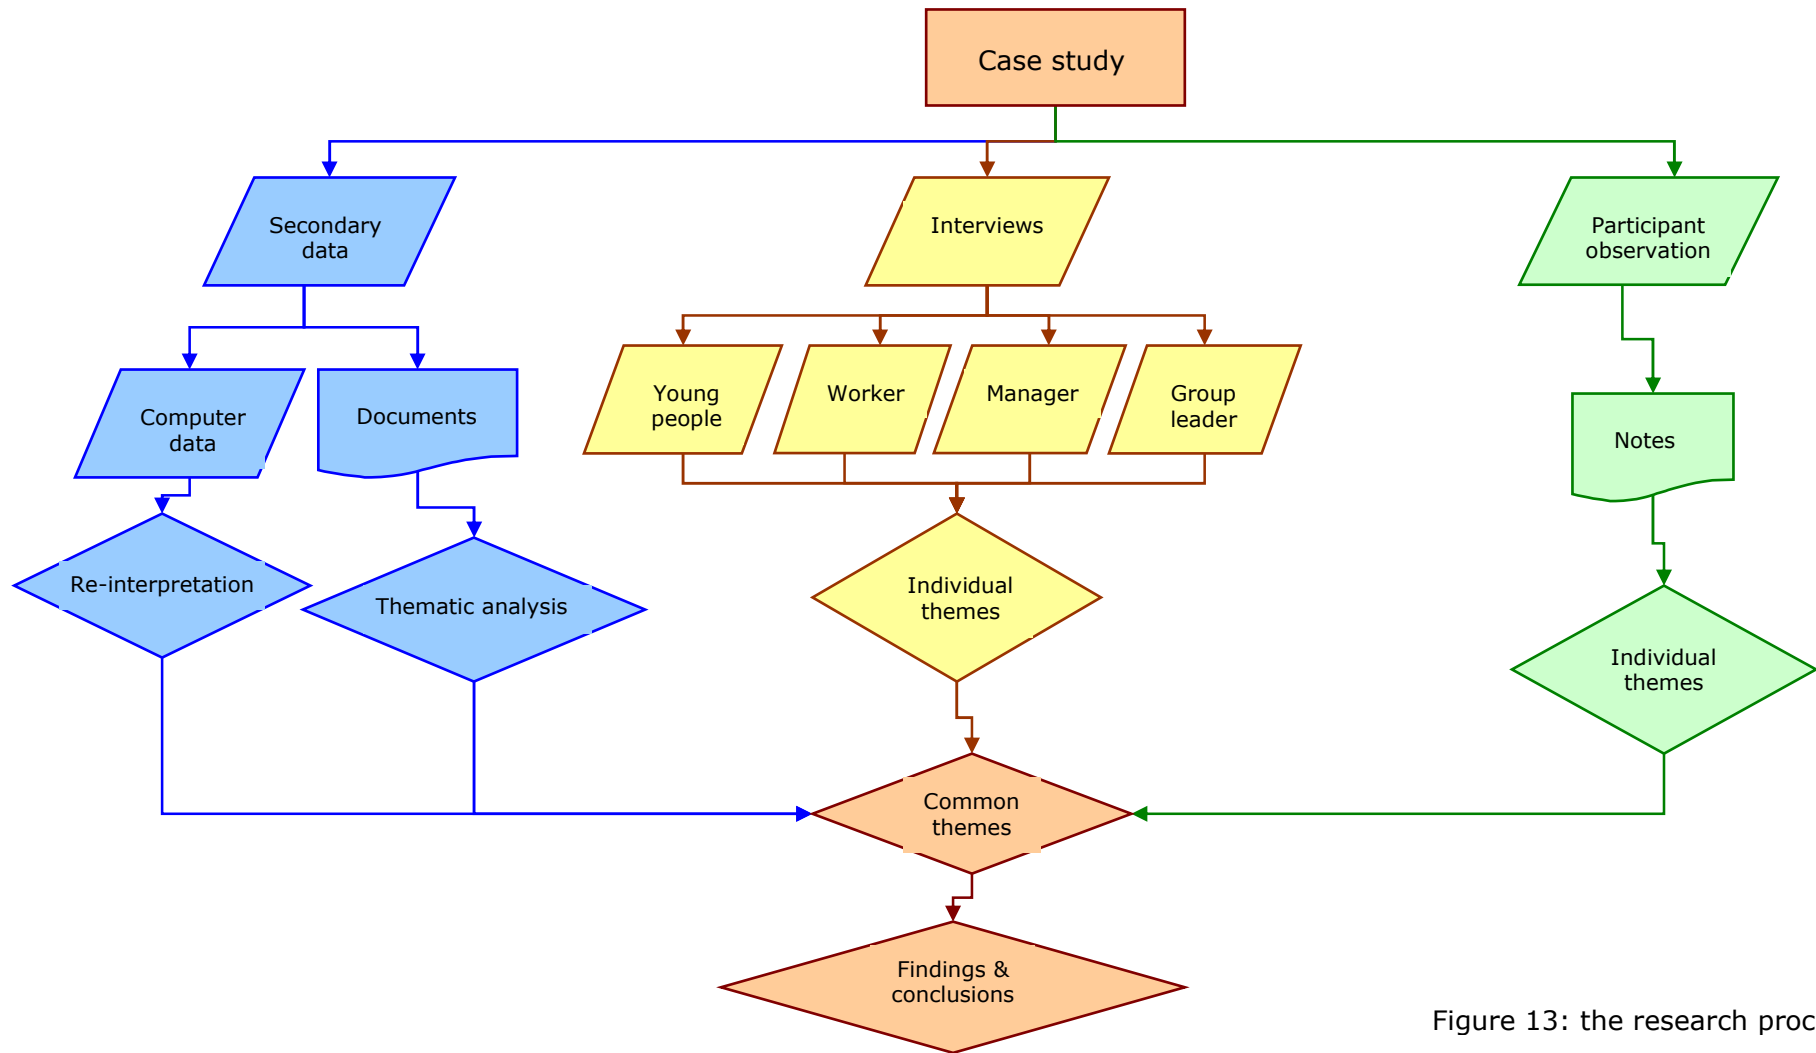 Case study
Secondary
data
Interviews
Participant
observation
Computer
data
Documents
Young
people
Worker
Manager
Group
leader
Notes
Re-interpretation
Thematic analysis
Individual
themes
Individual
themes
Common
themes
Findings &
conclusions
Figure 13: the research proc